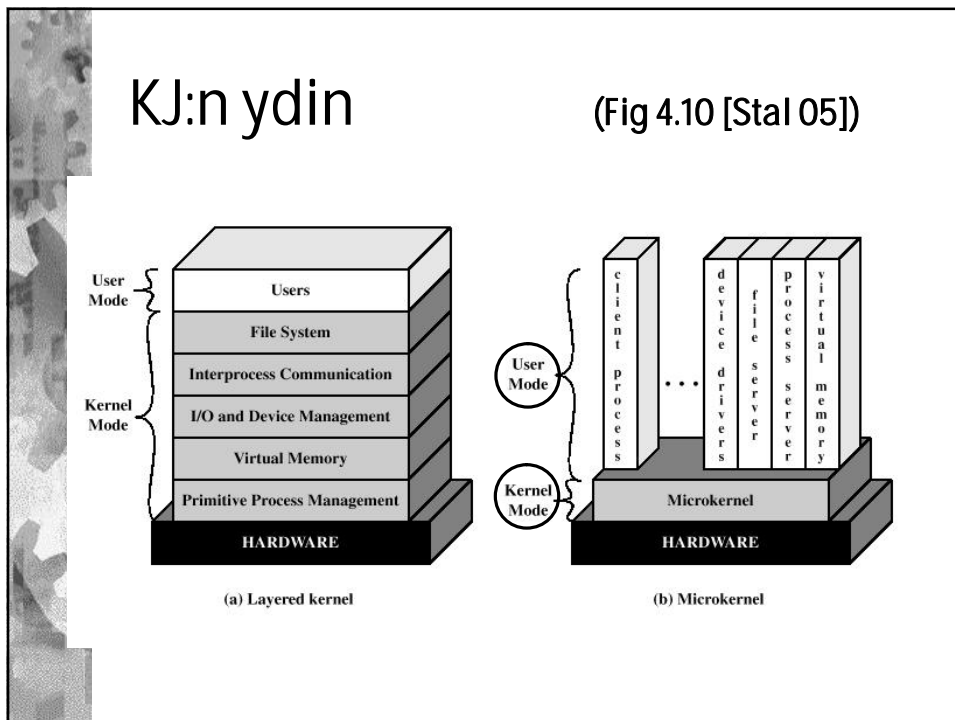 KJ:n ydin
(Fig 4.10 [Stal 05])
User
Mode
Kernel
Mode
Users
File System
Interprocess Communication
I/O and Device Management
Virtual Memory
Primitive Process Management
HARDWARE
(a) Layered kernel
User
Mode
Kernel
Mode
client process
...
device drivers
file server
process server
virtual memory
Microkernel
HARDWARE
(b) Microkernel